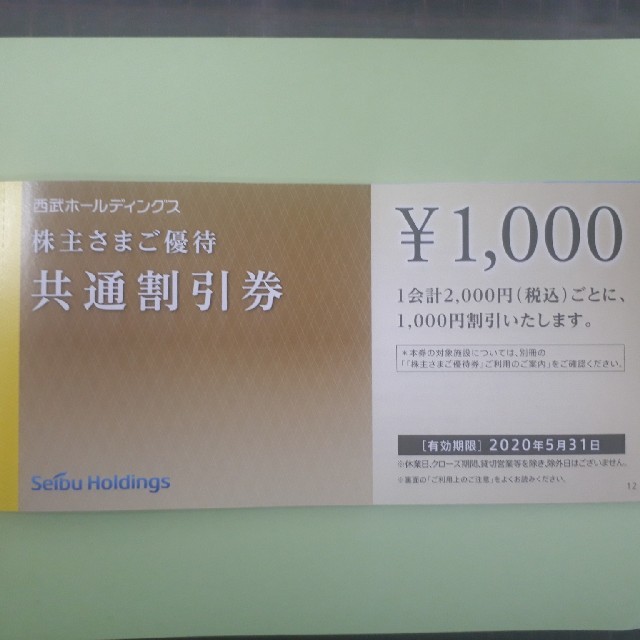 西武ホールディングス
株主さまご優待
共通割引券
Seibu Holdings
¥1,000
1会計2,000円(税込)ごとに、
1,000円割引いたします。
*本券の対象施設については、別冊の
「「株主さまご優待券」ご利用のご案内」をご確認ください。
[有効期限] 2020年5月31日
※休業日、クローズ期間、貸切営業等を除き、除外日はございません。
※裏面の「ご利用上のご注意」をよくお読みください。
12